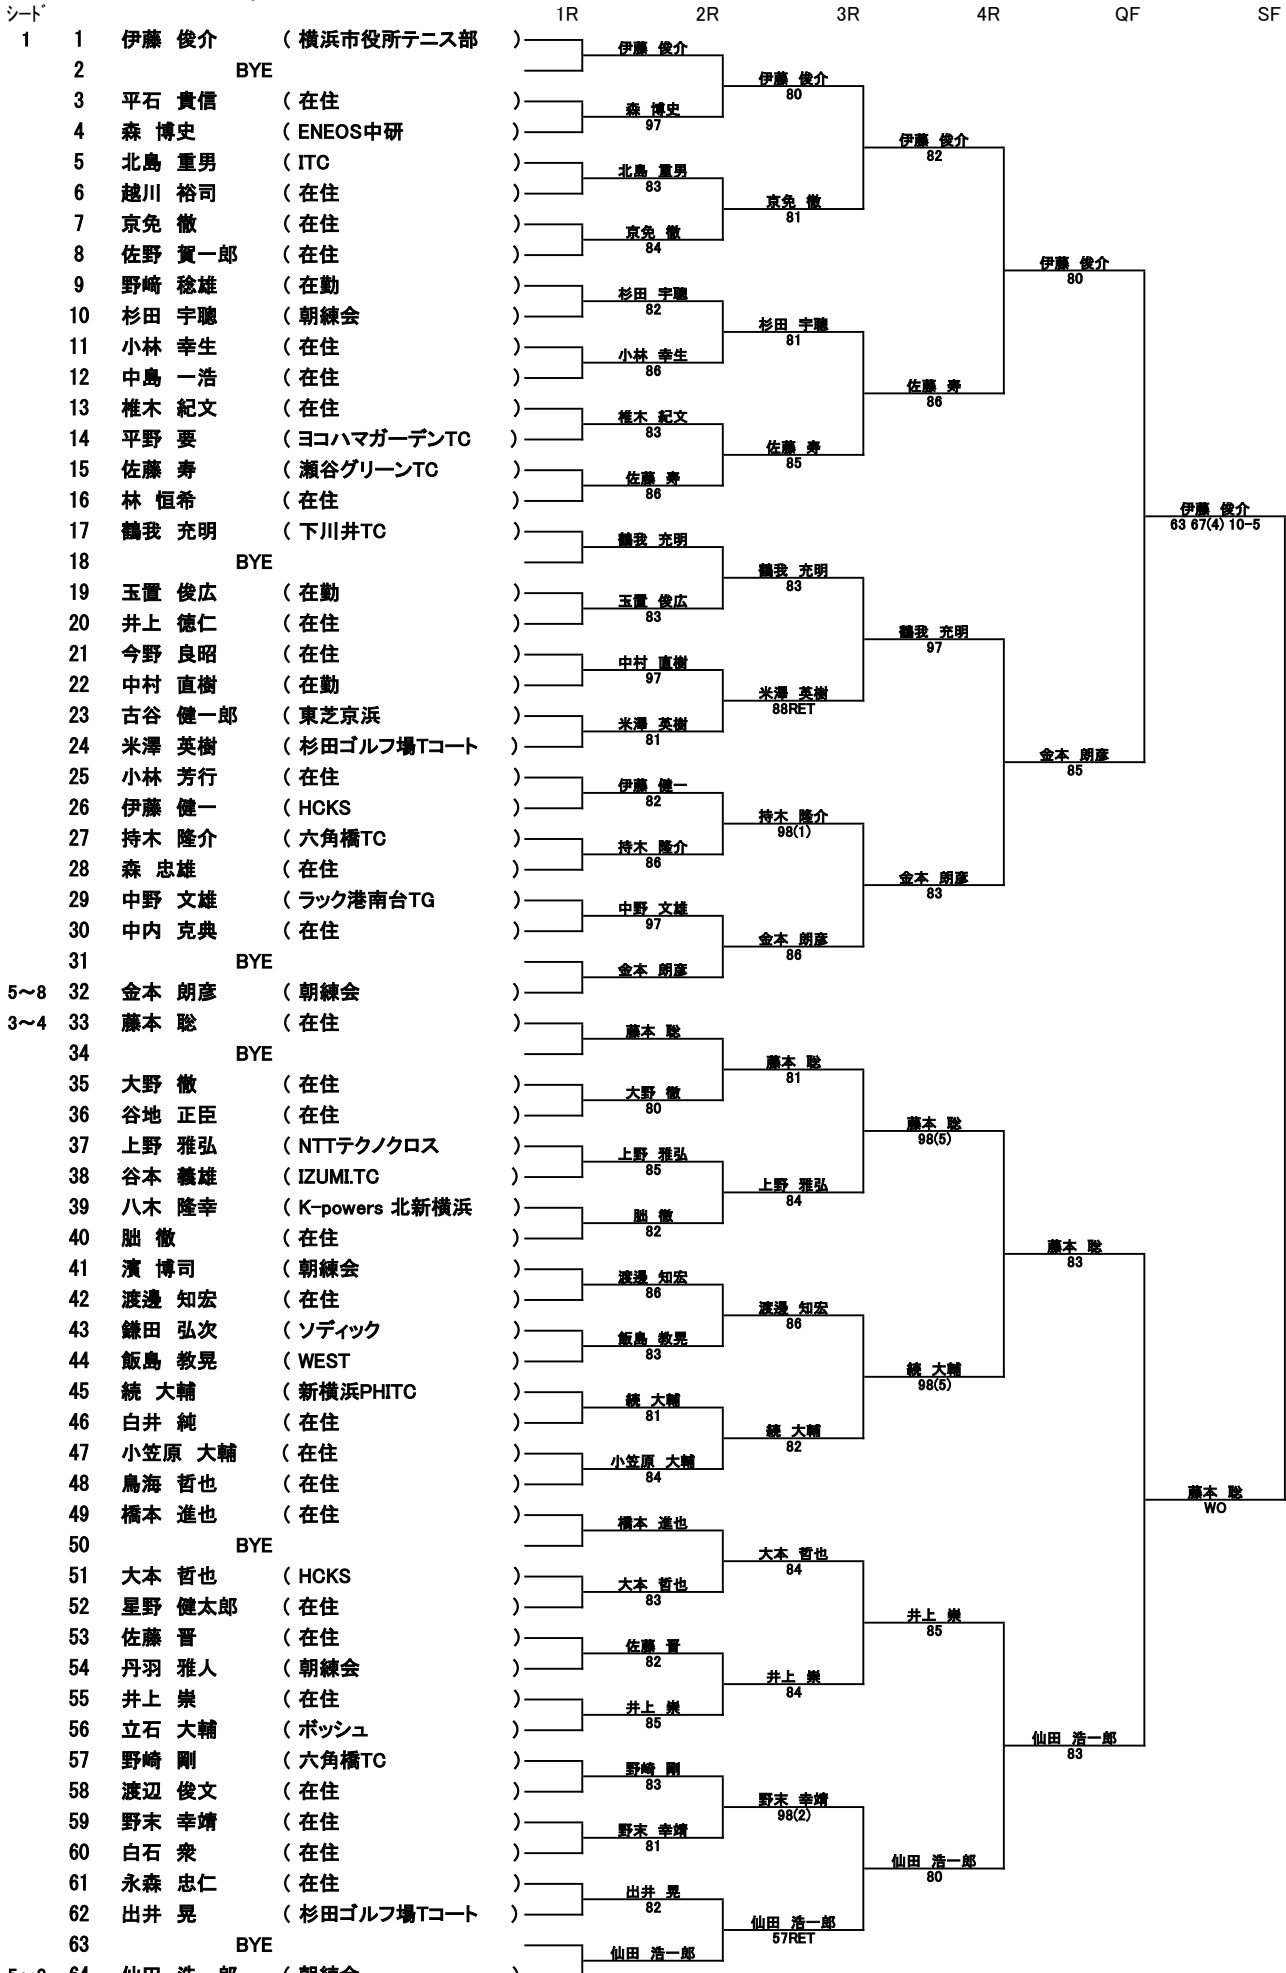 シード 1R 2R 3R 4R QF SF
1 1 伊藤 俊介 ( 横浜市役所テニス部 )
伊藤 俊介
2 BYE
伊藤 俊介
80
3 平石 貴信 ( 在住 )
森 博史
97
4 森 博史 ( ENEOS中研 )
伊藤 俊介
82
5 北島 重男 ( ITC )
北島 重男
83
6 越川 裕司 ( 在住 )
京免 徹
81
7 京免 徹 ( 在住 )
京免 徹
84
8 佐野 賀一郎 ( 在住 )
伊藤 俊介
80
9 野﨑 稔雄 ( 在勤 )
杉田 宇聰
82
10 杉田 宇聰 ( 朝練会 )
杉田 宇聰
81
11 小林 幸生 ( 在住 )
小林 幸生
86
12 中島 一浩 ( 在住 )
佐藤 寿
86
13 椎木 紀文 ( 在住 )
椎木 紀文
83
14 平野 要 ( ヨコハマガーデンTC )
佐藤 寿
85
15 佐藤 寿 ( 瀬谷グリーンTC )
佐藤 寿
86
16 林 恒希 ( 在住 )
伊藤 俊介
63 67(4) 10-5
17 鶴我 充明 ( 下川井TC )
鶴我 充明
18 BYE
鶴我 充明
83
19 玉置 俊広 ( 在勤 )
玉置 俊広
83
20 井上 徳仁 ( 在住 )
鶴我 充明
97
21 今野 良昭 ( 在住 )
中村 直樹
97
22 中村 直樹 ( 在勤 )
米澤 英樹
88RET
23 古谷 健一郎 ( 東芝京浜 )
米澤 英樹
81
24 米澤 英樹 ( 杉田ゴルフ場Tコート )
金本 朗彦
85
25 小林 芳行 ( 在住 )
伊藤 健一
82
26 伊藤 健一 ( HCKS )
持木 隆介
98(1)
27 持木 隆介 ( 六角橋TC )
持木 隆介
86
28 森 忠雄 ( 在住 )
金本 朗彦
83
29 中野 文雄 ( ラック港南台TG )
中野 文雄
97
30 中内 克典 ( 在住 )
金本 朗彦
86
31 BYE
金本 朗彦
5～8 32 金本 朗彦 ( 朝練会 )
3～4 33 藤本 聡 ( 在住 )
藤本 聡
34 BYE
藤本 聡
81
35 大野 徹 ( 在住 )
大野 徹
80
36 谷地 正臣 ( 在住 )
藤本 聡
98(5)
37 上野 雅弘 ( NTTテクノクロス )
上野 雅弘
85
38 谷本 義雄 ( IZUMI.TC )
上野 雅弘
84
39 八木 隆幸 ( K-powers 北新横浜 )
朏 徹
82
40 朏 徹 ( 在住 )
藤本 聡
83
41 濱 博司 ( 朝練会 )
渡邊 知宏
86
42 渡邊 知宏 ( 在住 )
渡邊 知宏
86
43 鎌田 弘次 ( ソディック )
飯島 教晃
83
44 飯島 教晃 ( WEST )
続 大輔
98(5)
45 続 大輔 ( 新横浜PHITC )
続 大輔
81
46 白井 純 ( 在住 )
続 大輔
82
47 小笠原 大輔 ( 在住 )
小笠原 大輔
84
48 鳥海 哲也 ( 在住 )
藤本 聡
WO
49 橋本 進也 ( 在住 )
橋本 進也
50 BYE
大本 哲也
84
51 大本 哲也 ( HCKS )
大本 哲也
83
52 星野 健太郎 ( 在住 )
井上 崇
85
53 佐藤 晋 ( 在住 )
佐藤 晋
82
54 丹羽 雅人 ( 朝練会 )
井上 崇
84
55 井上 崇 ( 在住 )
井上 崇
85
56 立石 大輔 ( ボッシュ )
仙田 浩一郎
83
57 野崎 剛 ( 六角橋TC )
野崎 剛
83
58 渡辺 俊文 ( 在住 )
野末 幸靖
98(2)
59 野末 幸靖 ( 在住 )
野末 幸靖
81
60 白石 衆 ( 在住 )
仙田 浩一郎
80
61 永森 忠仁 ( 在住 )
出井 晃
82
62 出井 晃 ( 杉田ゴルフ場Tコート )
仙田 浩一郎
57RET
63 BYE
仙田 浩一郎
5～8 64 仙田 浩一郎 ( 朝練会 )